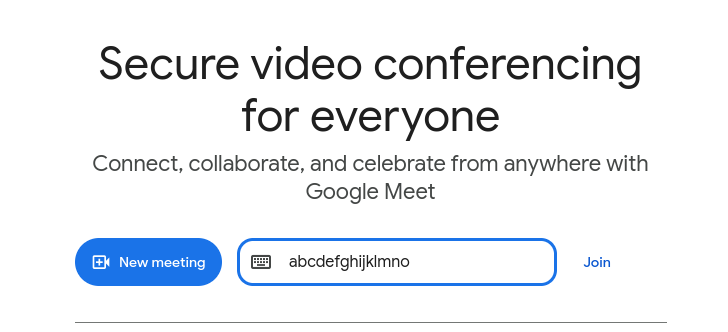 Secure video conferencing
for everyone
Connect, collaborate, and celebrate from anywhere with
Google Meet
New meeting
abcdefghijklmno
Join